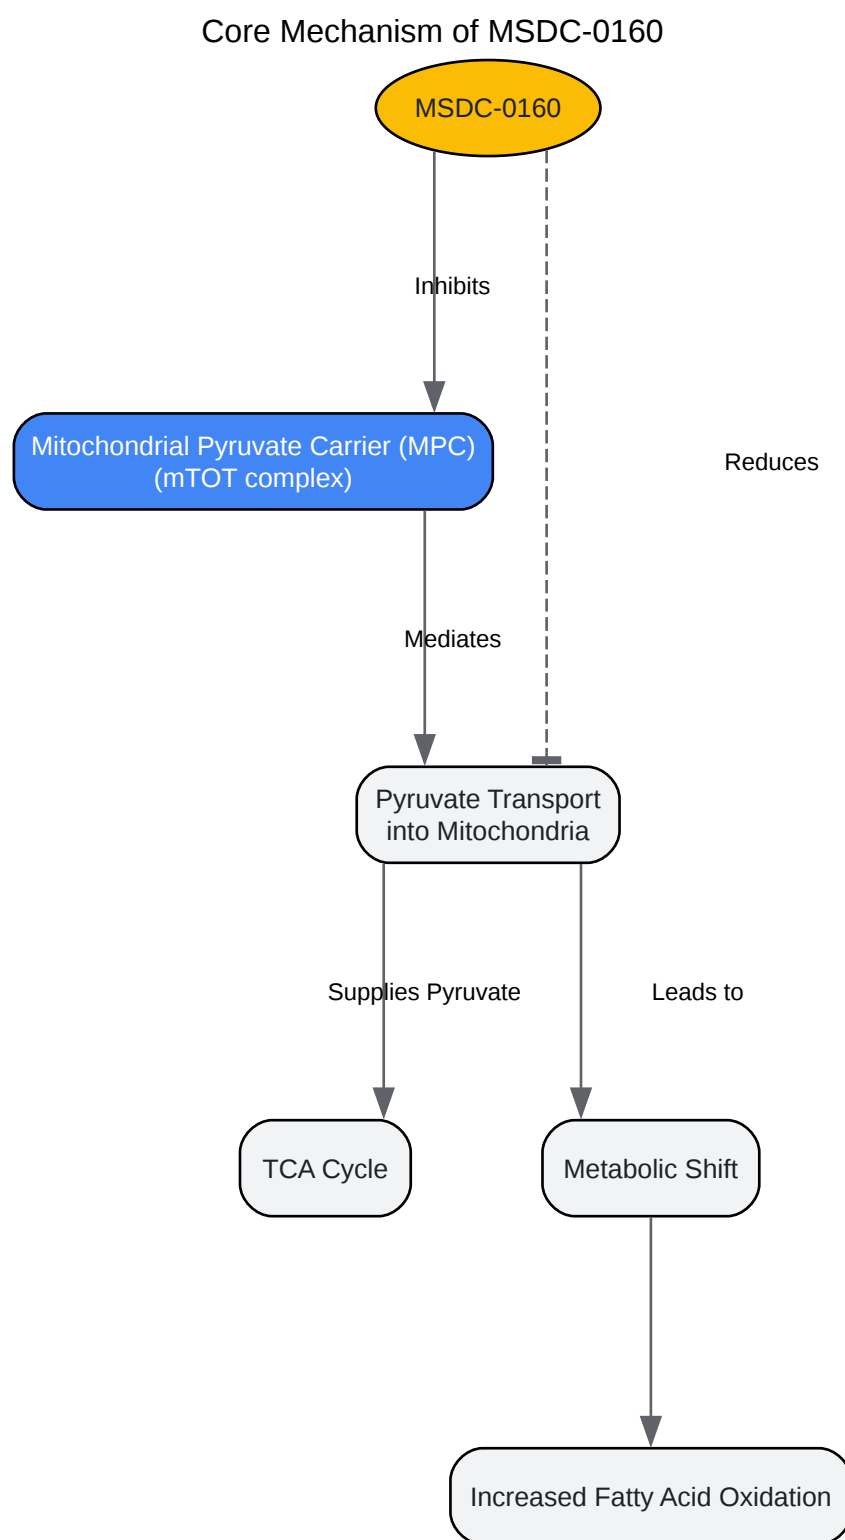 Core Mechanism of MSDC-0160
MSDC-0160
Inhibits
Mitochondrial Pyruvate Carrier (MPC)
(mTOT complex)
Reduces
Mediates
Pyruvate Transport
into Mitochondria
Supplies Pyruvate
Leads to
TCA Cycle
Metabolic Shift
Increased Fatty Acid Oxidation